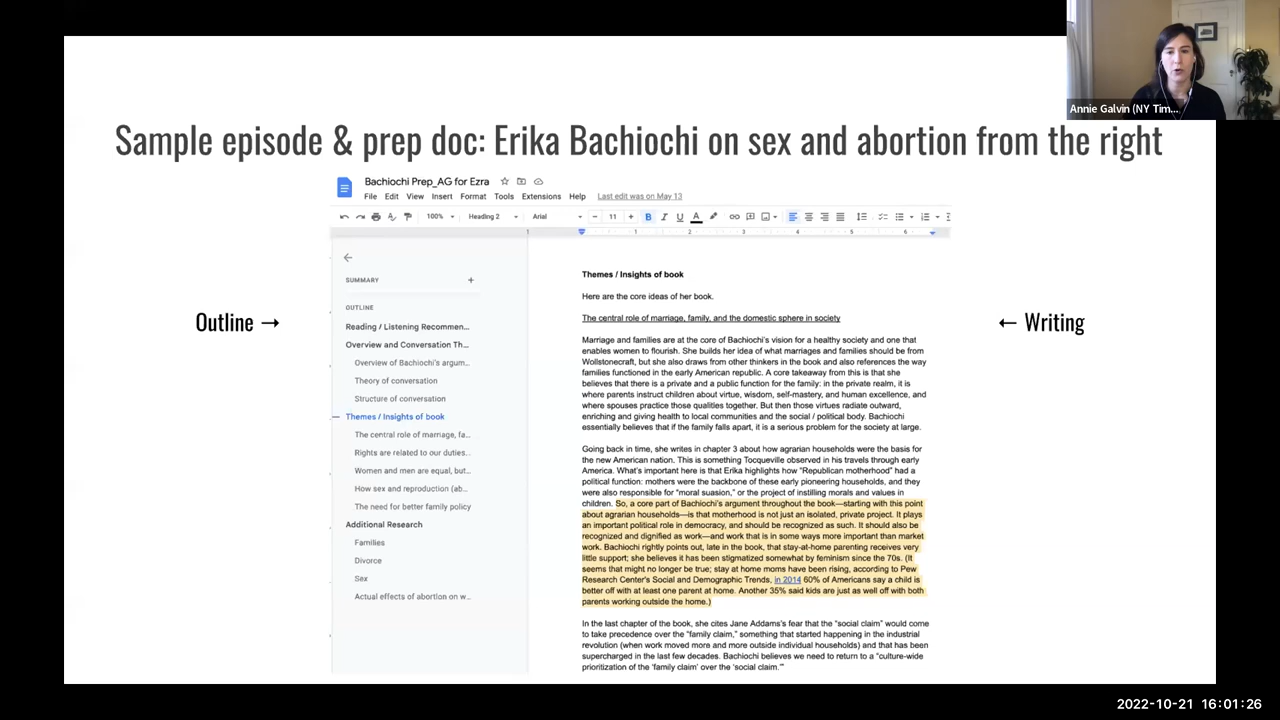 Annie Galvin (NY Tim...
Sample episode & prep doc: Erika Bachiochi on sex and abortion from the right
Bachiochi Prep_AG for Ezra
File Edit View Insert Format Tools Extensions Help Last edit was on May 13
100% Heading 2 Arial 11 B I U A
1 1 2 3 4 5 6
Outline →
SUMMARY +
OUTLINE
Reading / Listening Recommen...
Overview and Conversation Th...
Overview of Bachiochi's argum...
Theory of conversation
Structure of conversation
Themes / Insights of book
The central role of marriage, fa...
Rights are related to our duties...
Women and men are equal, but...
How sex and reproduction (ab...
The need for better family policy
Additional Research
Families
Divorce
Sex
Actual effects of abortion on w...
Themes / Insights of book
Here are the core ideas of her book.
The central role of marriage, family, and the domestic sphere in society
Marriage and families are at the core of Bachiochi's vision for a healthy society and one that
enables women to flourish. She builds her idea of what marriages and families should be from
Wollstonecraft, but she also draws from other thinkers in the book and also references the way
families functioned in the early American republic. A core takeaway from this is that she
believes that there is a private and a public function for the family: in the private realm, it is
where parents instruct children about virtue, wisdom, self-mastery, and human excellence, and
where spouses practice those qualities together. But then those virtues radiate outward,
enriching and giving health to local communities and the social / political body. Bachiochi
essentially believes that if the family falls apart, it is a serious problem for the society at large.
Going back in time, she writes in chapter 3 about how agrarian households were the basis for
the new American nation. This is something Tocqueville observed in his travels through early
America. What's important here is that Erika highlights how "Republican motherhood" had a
political function: mothers were the backbone of these early pioneering households, and they
were also responsible for "moral suasion," or the project of instilling morals and values in
children. So, a core part of Bachiochi's argument throughout the book—starting with this point
about agrarian households—is that motherhood is not just an isolated, private project. It plays
an important political role in democracy, and should be recognized as such. It should also be
recognized and dignified as work—and work that is in some ways more important than market
work. Bachiochi rightly points out, late in the book, that stay-at-home parenting receives very
little support; she believes it has been stigmatized somewhat by feminism since the 70s. (It
seems that might no longer be true; stay at home moms have been rising, according to Pew
Research Center's Social and Demographic Trends, in 2014 60% of Americans say a child is
better off with at least one parent at home. Another 35% said kids are just as well off with both
parents working outside the home.)
In the last chapter of the book, she cites Jane Addams's fear that the "social claim" would come
to take precedence over the "family claim," something that started happening in the industrial
revolution (when work moved more and more outside individual households) and that has been
supercharged in the last few decades. Bachiochi believes we need to return to a "culture-wide
prioritization of the 'family claim' over the 'social claim.'"
← Writing
2022-10-21 16:01:26